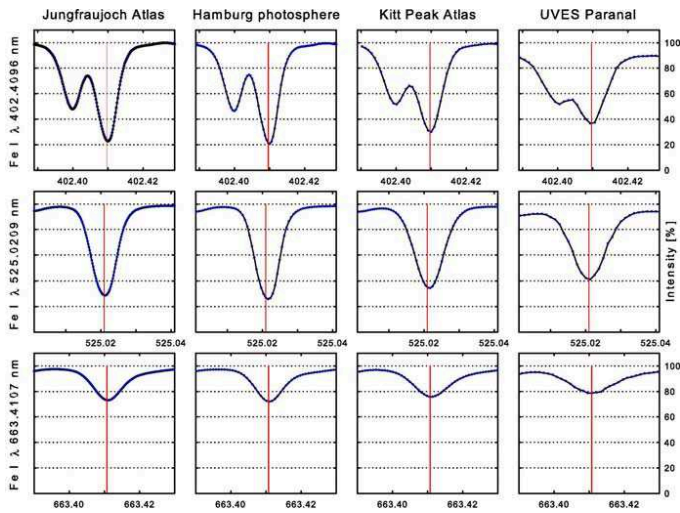 Jungfraujoch Atlas Hamburg photosphere Kitt Peak Atlas UVES Paranal
Fe I λ 402.4096 nm
100
80
60
40
20
0
402.40 402.42 402.40 402.42 402.40 402.42 402.40 402.42
Fe I λ 525.0209 nm
Intensity [%]
525.02 525.04 525.02 525.04 525.02 525.04 525.02 525.04
Fe I λ 663.4107 nm
100
80
60
40
20
0
663.40 663.42 663.40 663.42 663.40 663.42 663.40 663.42